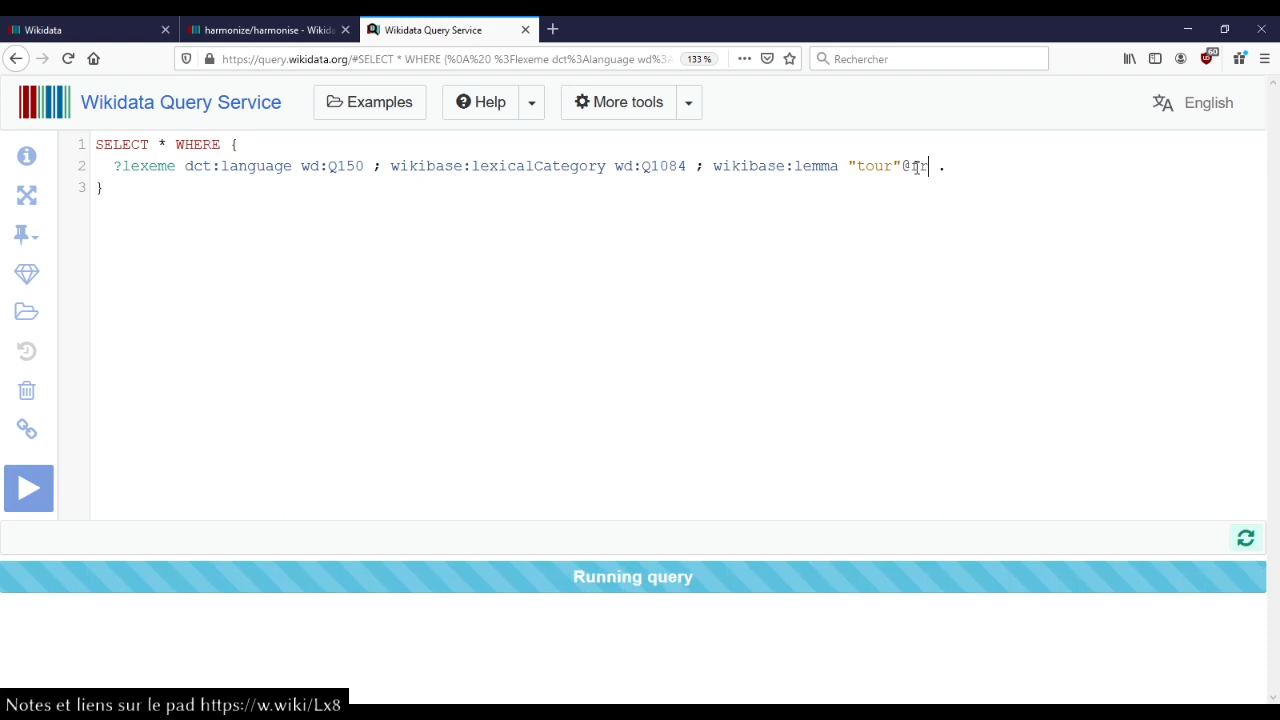 Wikidata
harmonize/harmonise - Wikida
Wikidata Query Service
https://query.wikidata.org/#SELECT * WHERE {%0A%20 %3Flexeme dct%3Alanguage wd%3
133 %
Rechercher
60
Wikidata Query Service
Examples
Help
More tools
English
1 SELECT * WHERE {
2 ?lexeme dct:language wd:Q150 ; wikibase:lexicalCategory wd:Q1084 ; wikibase:lemma "tour"@fr .
3 }
Running query
Notes et liens sur le pad https://w.wiki/Lx8